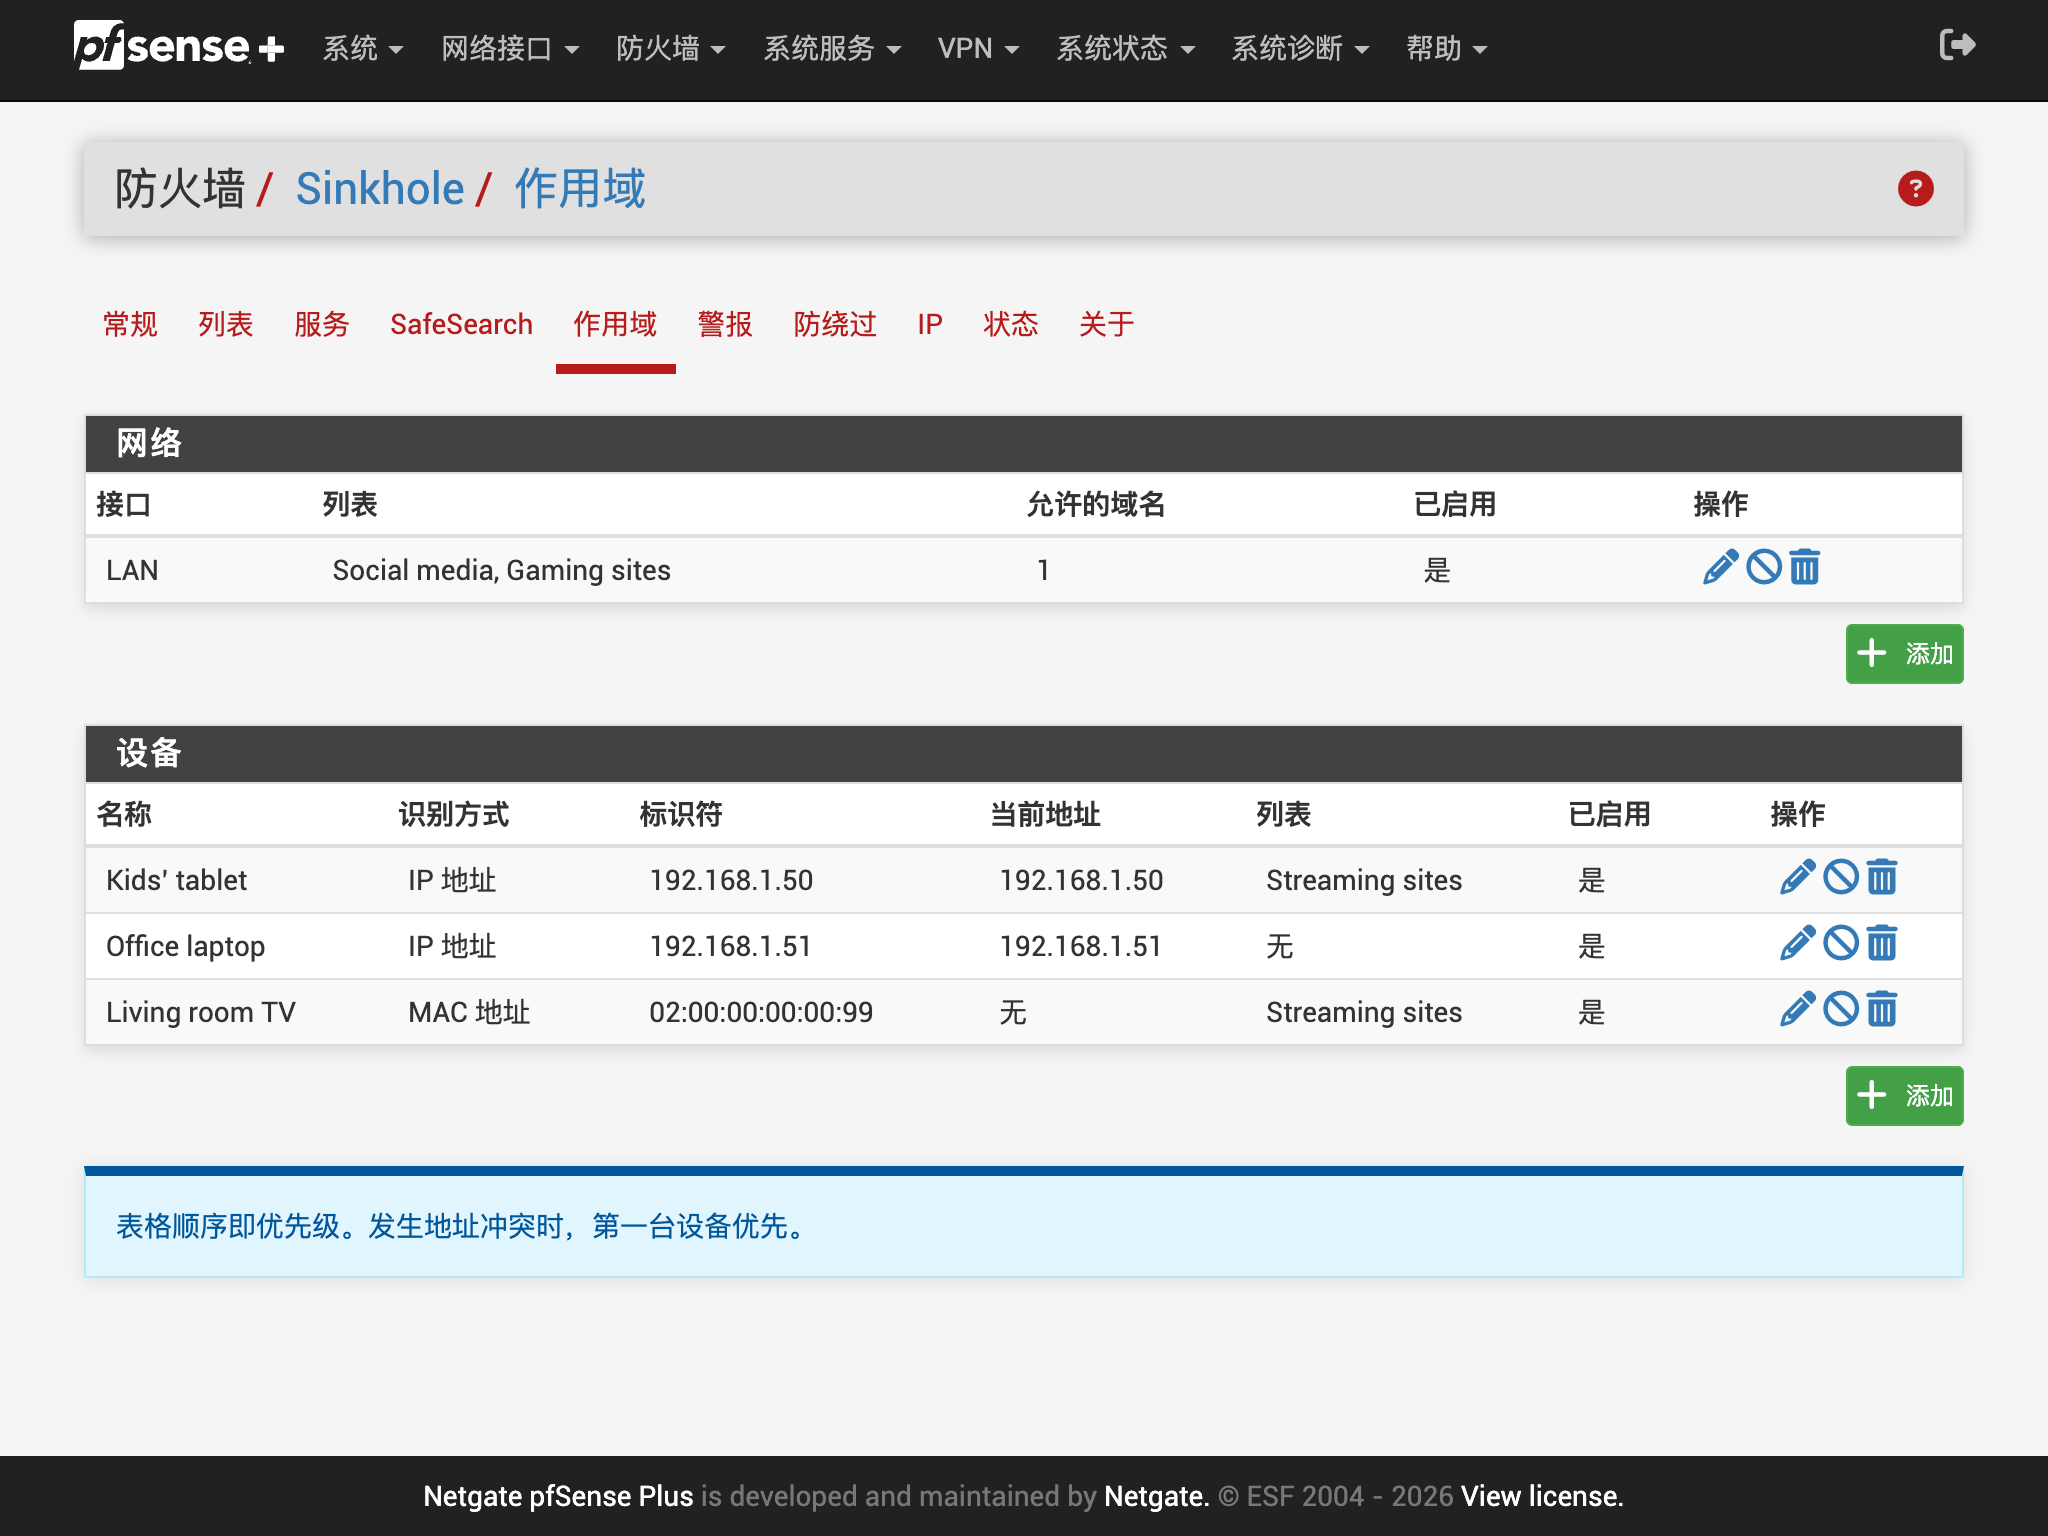 pfsense+ 系统 网络接口 防火墙 系统服务 VPN 系统状态 系统诊断 帮助
防火墙 / Sinkhole / 作用域
常规 列表 服务 SafeSearch 作用域 警报 防绕过 IP 状态 关于
网络
接口 列表 允许的域名 已启用 操作
LAN Social media, Gaming sites 1 是
添加
设备
名称 识别方式 标识符 当前地址 列表 已启用 操作
Kids' tablet IP 地址 192.168.1.50 192.168.1.50 Streaming sites 是
Office laptop IP 地址 192.168.1.51 192.168.1.51 无 是
Living room TV MAC 地址 02:00:00:00:00:99 无 Streaming sites 是
添加
表格顺序即优先级。发生地址冲突时，第一台设备优先。
Netgate pfSense Plus is developed and maintained by Netgate. © ESF 2004 - 2026 View license.